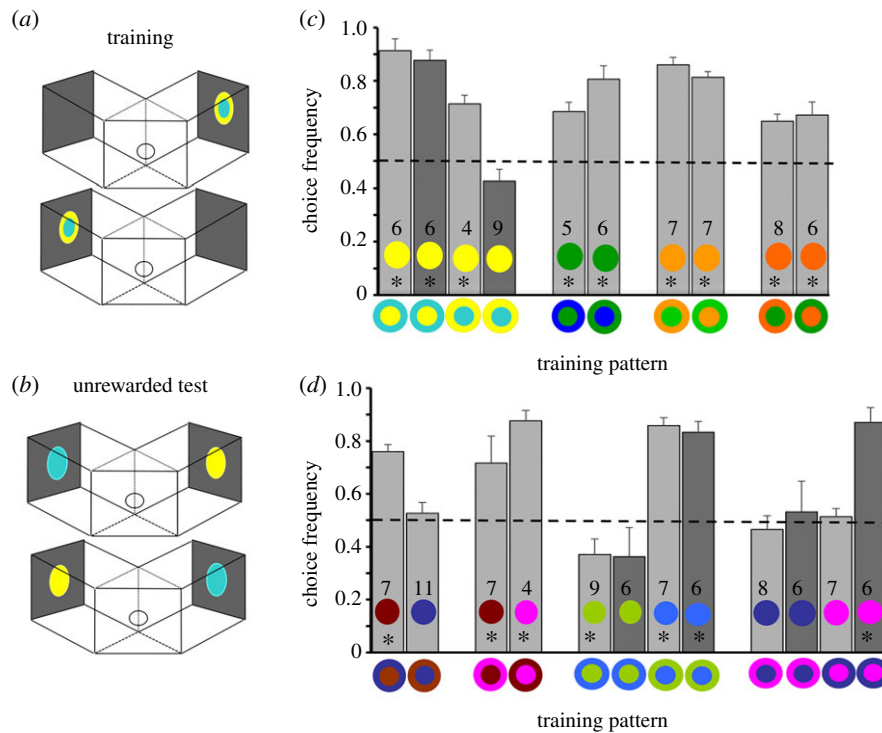 (a)
training
(b)
unrewarded test
(c)
choice frequency
1.0
0.8
0.6
0.4
0.2
0
6 6 4 9 5 6 7 7 8 6
* * * * * * * * *
training pattern
(d)
choice frequency
1.0
0.8
0.6
0.4
0.2
0
7 11 7 4 9 6 7 6 8 6 7 6
* * * * * * *
training pattern